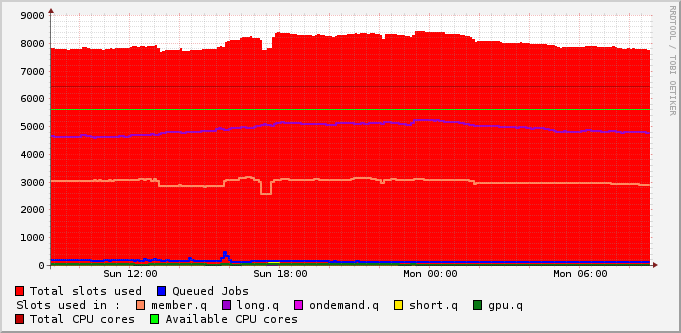 9000
8000
7000
6000
5000
4000
3000
2000
1000
0
Sun 12:00 Sun 18:00 Mon 00:00 Mon 06:00
RRDTOOL / TOBI OETIKER
Total slots used Queued Jobs
Slots used in : member.q long.q ondemand.q short.q gpu.q
Total CPU cores Available CPU cores